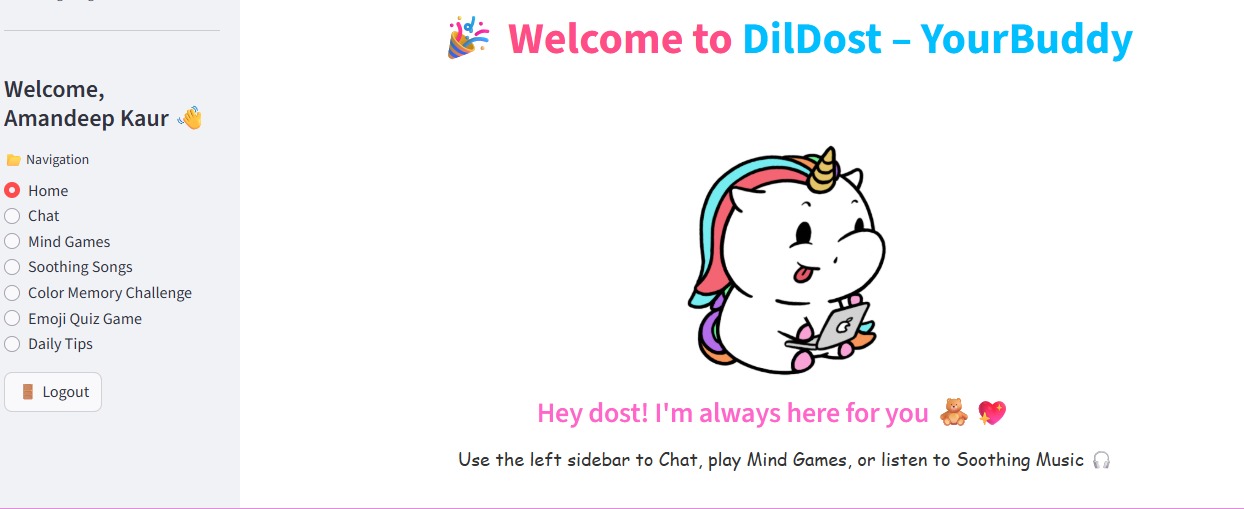 🎉 Welcome to DilDost – YourBuddy
Welcome,
Amandeep Kaur 👋
📁 Navigation
Home
Chat
Mind Games
Soothing Songs
Color Memory Challenge
Emoji Quiz Game
Daily Tips
🚪 Logout
Hey dost! I'm always here for you 🧸 💖
Use the left sidebar to Chat, play Mind Games, or listen to Soothing Music 🎧